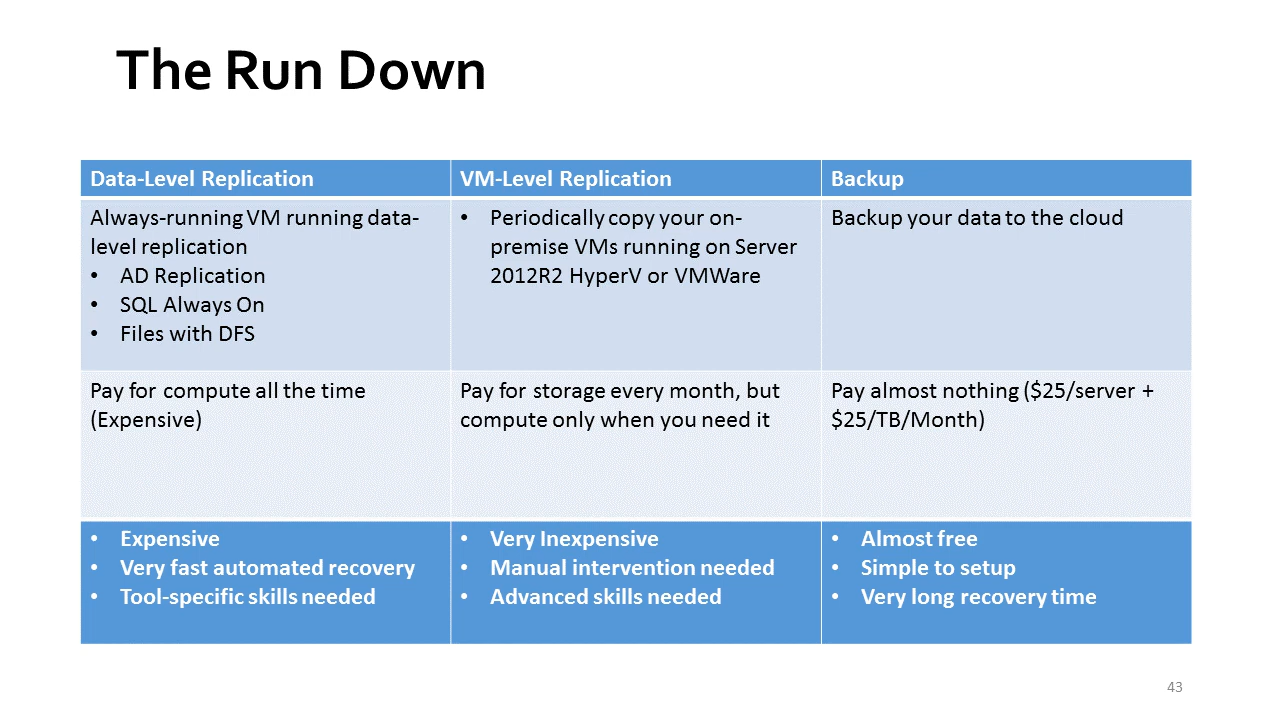 The Run Down
Data-Level Replication
VM-Level Replication
Backup
Always-running VM running data-
level replication
• AD Replication
• SQL Always On
• Files with DFS
• Periodically copy your on-
premise VMs running on Server
2012R2 HyperV or VMWare
Backup your data to the cloud
Pay for compute all the time
(Expensive)
Pay for storage every month, but
compute only when you need it
Pay almost nothing ($25/server +
$25/TB/Month)
• Expensive
• Very fast automated recovery
• Tool-specific skills needed
• Very Inexpensive
• Manual intervention needed
• Advanced skills needed
• Almost free
• Simple to setup
• Very long recovery time
43